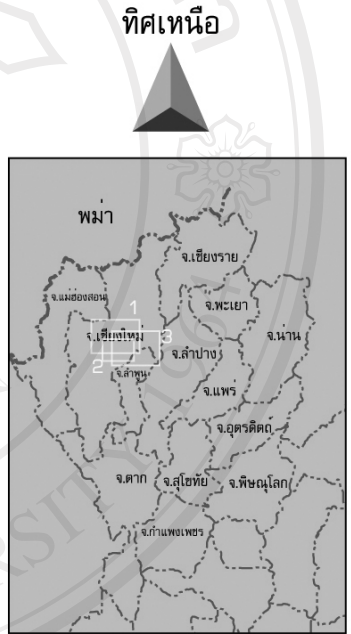 ทิศเหนือ
พม่า
จ.เชียงราย
จ.แม่ฮ่องสอน
จ.พะเยา
1
จ.เชียงใหม่
3
จ.น่าน
2
จ.ลำพูน
จ.ลำปาง
จ.แพร่
จ.อุตรดิตถ์
จ.ตาก
จ.สุโขทัย
จ.พิษณุโลก
จ.กำแพงเพชร